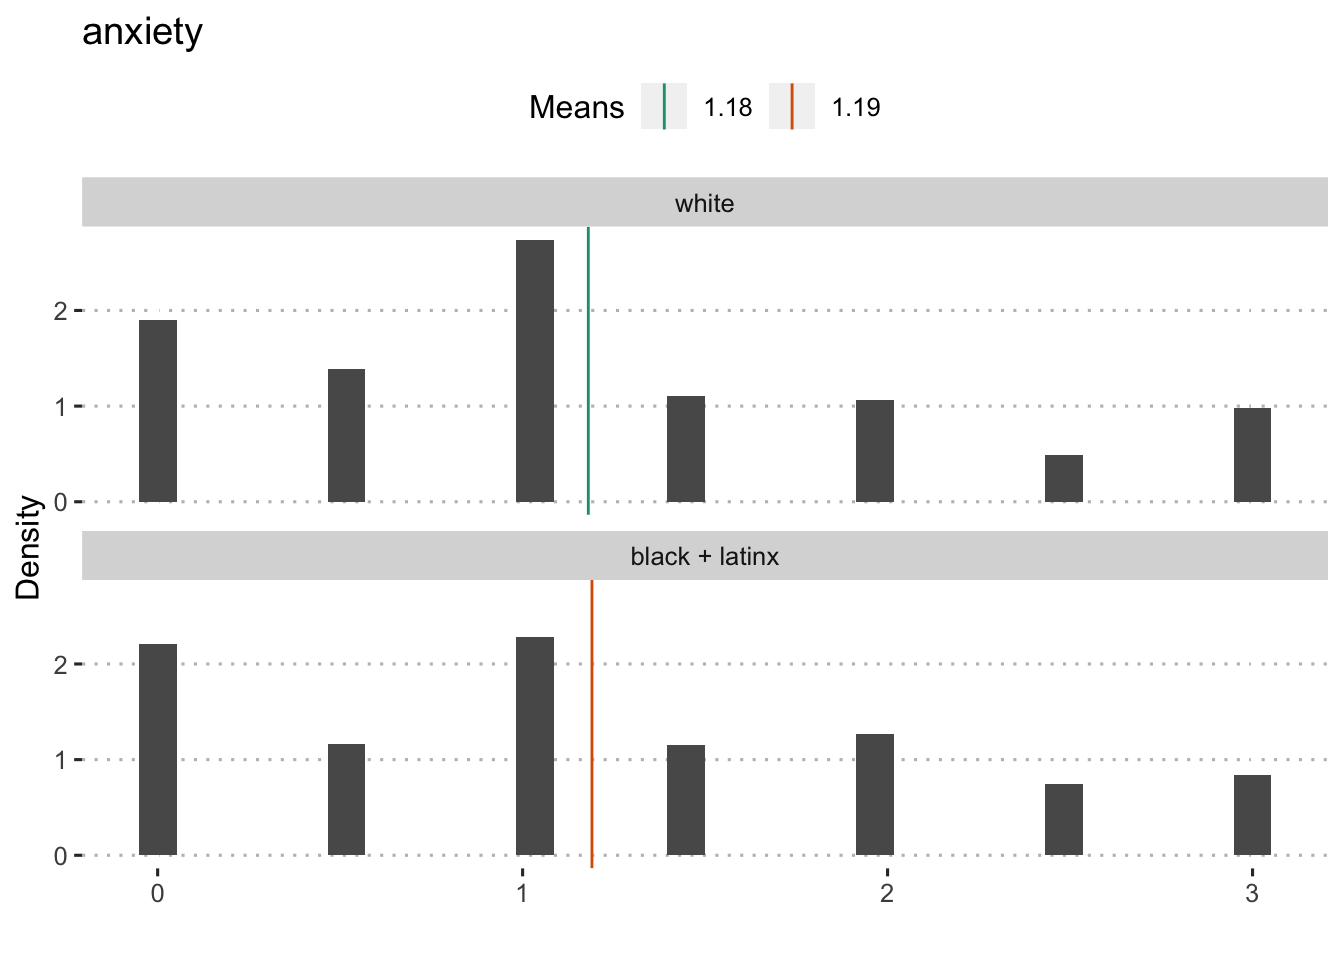 anxiety
Means 1.18 1.19
white
2
1
0
Density
black + latinx
2
1
0
0 1 2 3